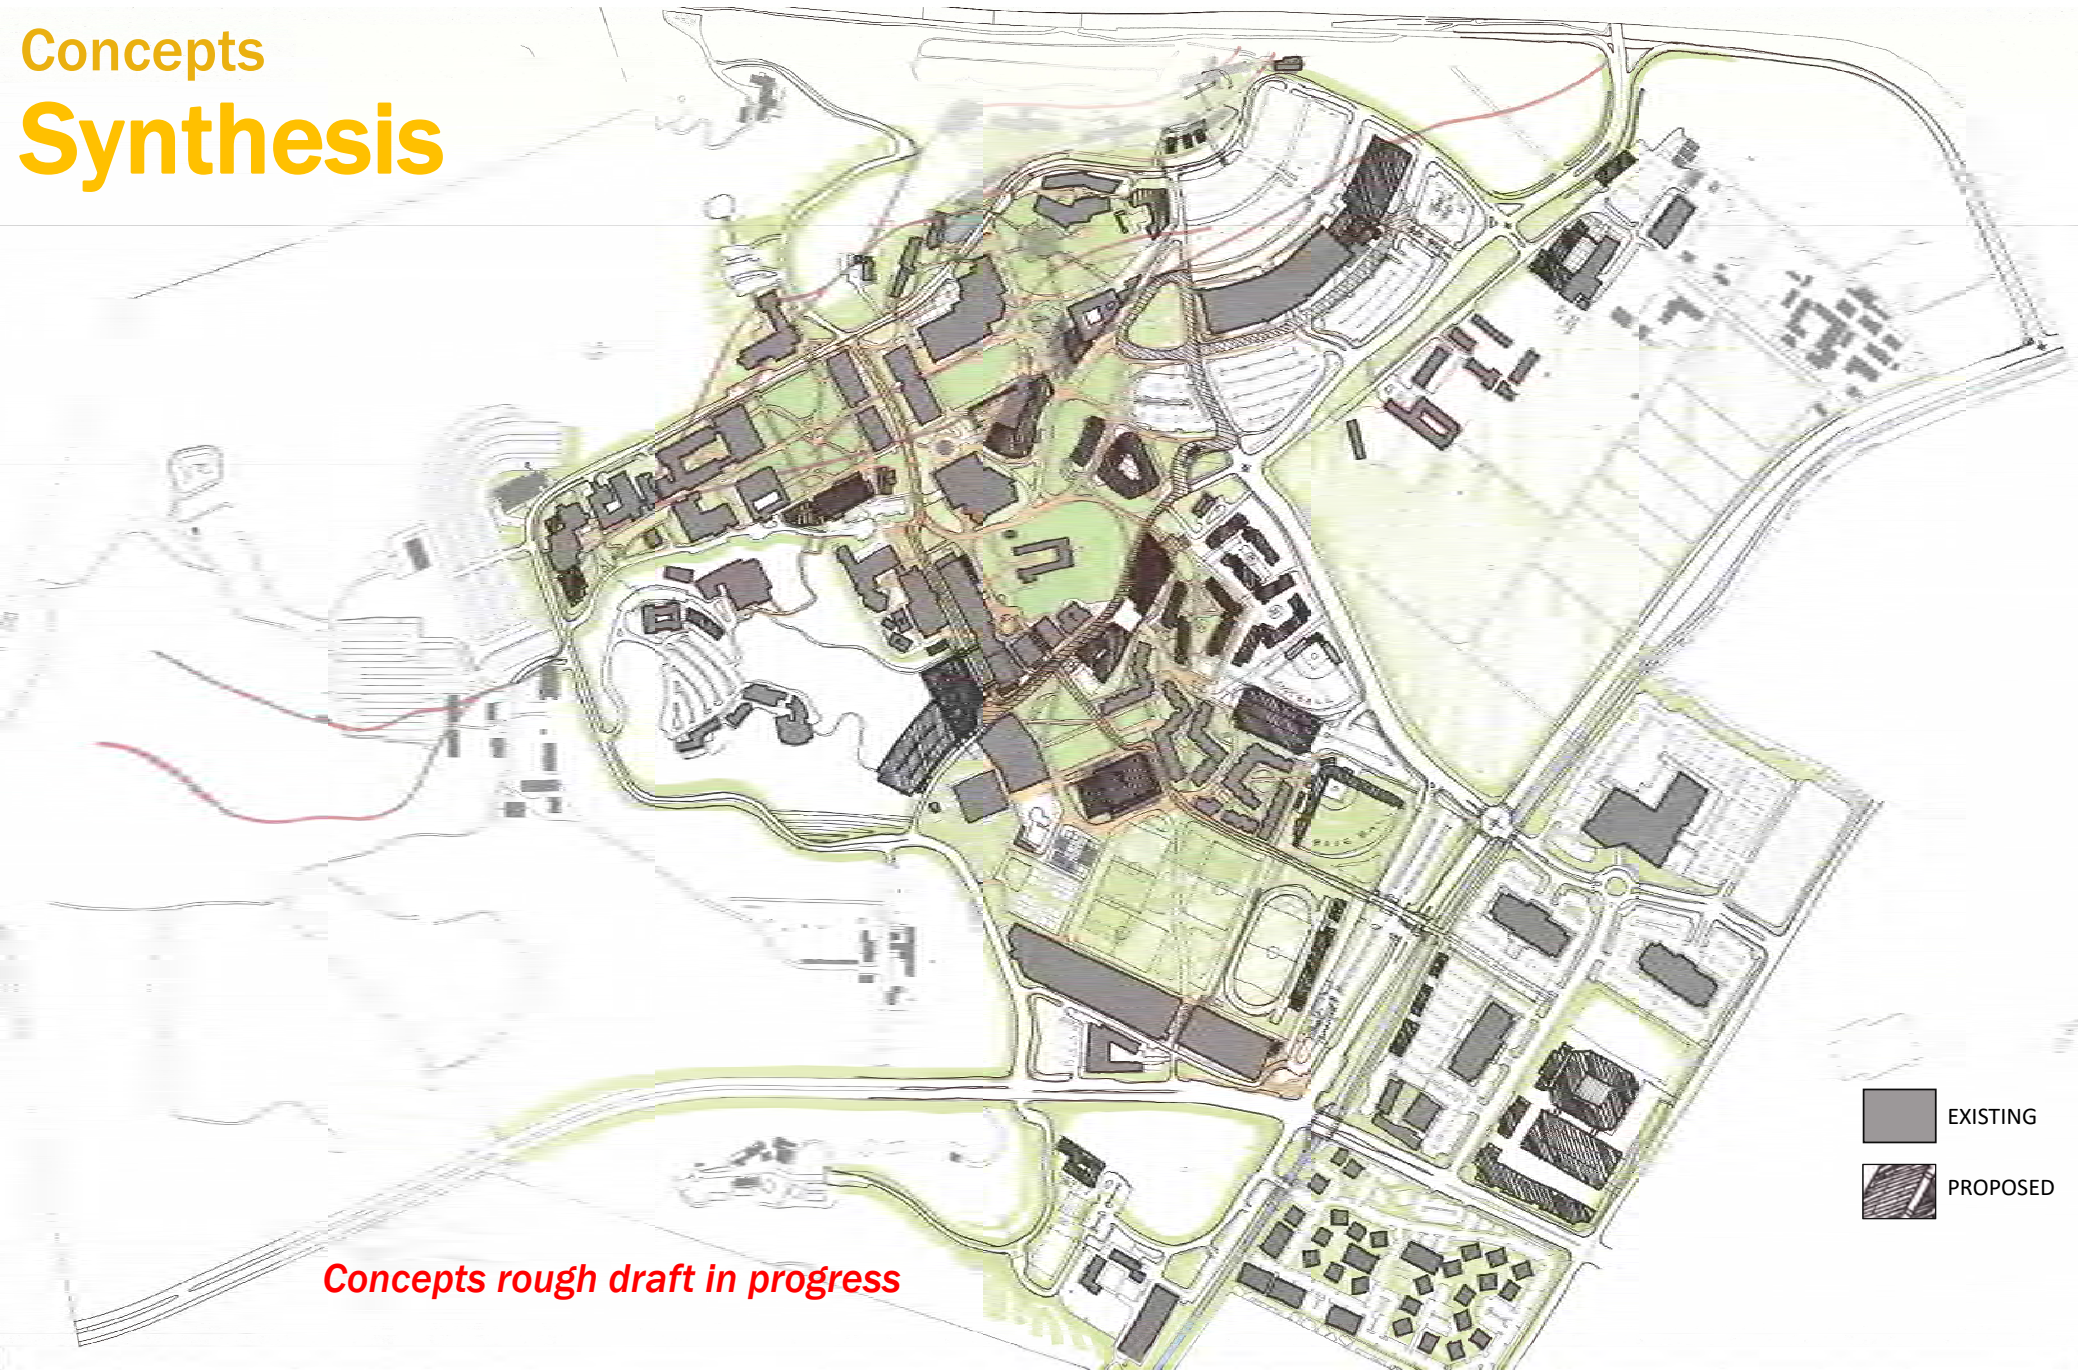 Concepts
Synthesis
EXISTING
PROPOSED
Concepts rough draft in progress